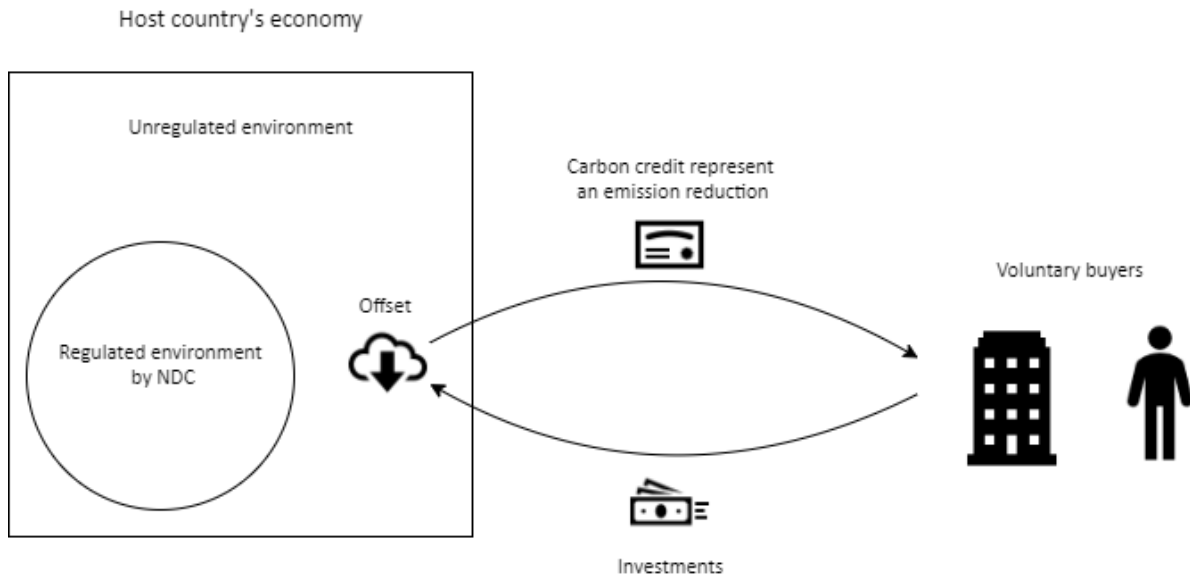 Host country's economy
Unregulated environment
Carbon credit represent
an emission reduction
Voluntary buyers
Offset
Regulated environment
by NDC
Investments